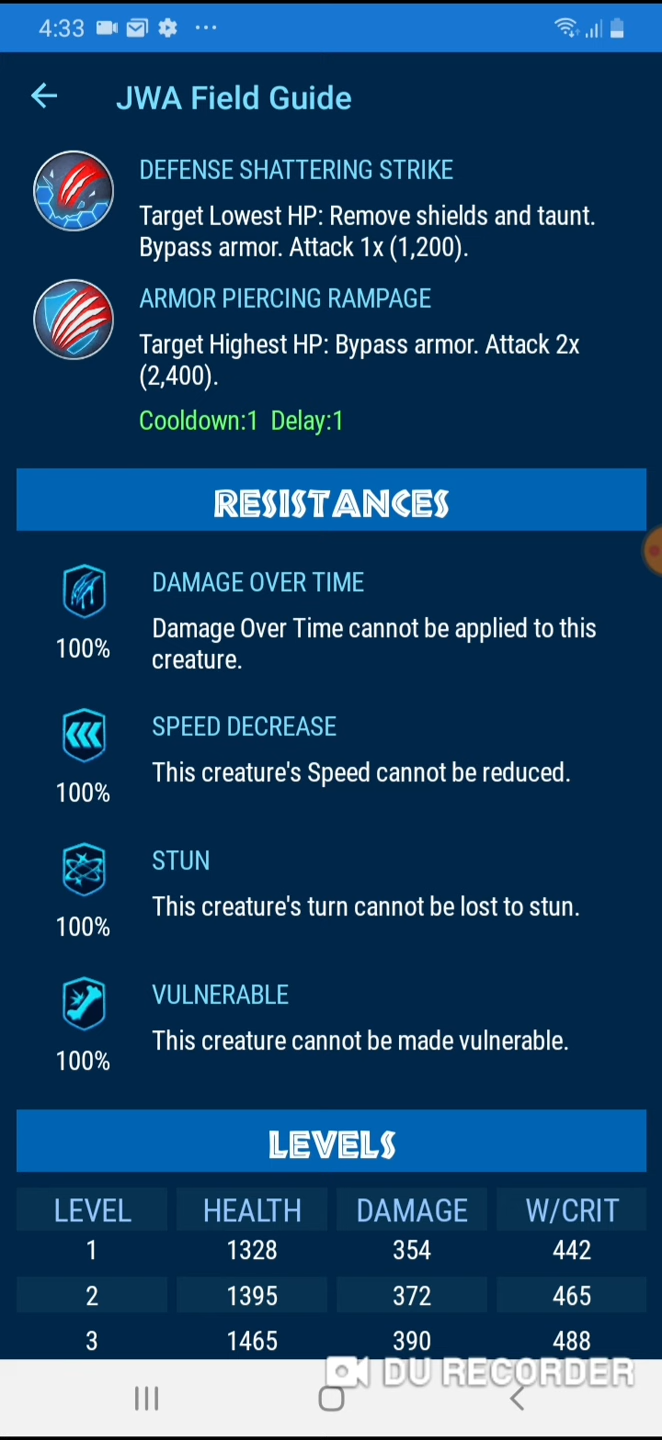 4:33
JWA Field Guide
DEFENSE SHATTERING STRIKE
Target Lowest HP: Remove shields and taunt.
Bypass armor. Attack 1x (1,200).
ARMOR PIERCING RAMPAGE
Target Highest HP: Bypass armor. Attack 2x
(2,400).
Cooldown:1 Delay:1
RESISTANCES
DAMAGE OVER TIME
Damage Over Time cannot be applied to this
creature.
100%
SPEED DECREASE
This creature's Speed cannot be reduced.
100%
STUN
This creature's turn cannot be lost to stun.
100%
VULNERABLE
This creature cannot be made vulnerable.
100%
LEVELS
LEVEL HEALTH DAMAGE W/CRIT
1 1328 354 442
2 1395 372 465
3 1465 390 488
DU RECORDER